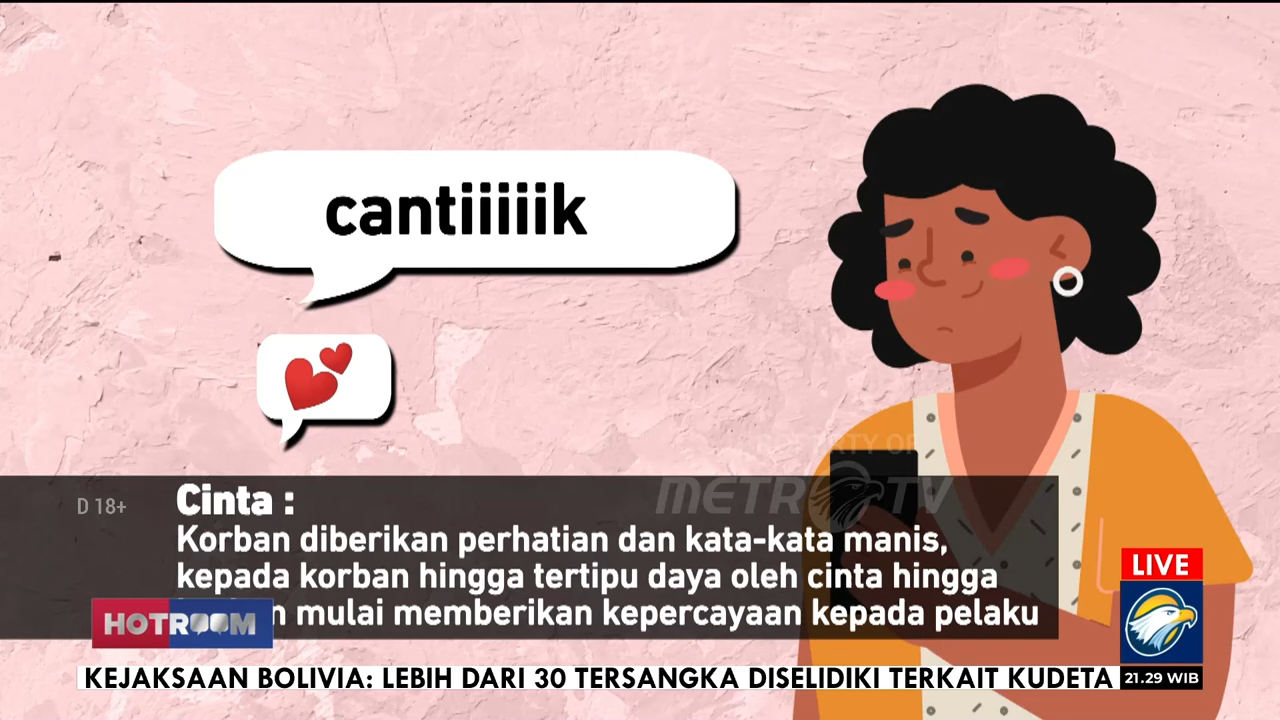 cantiiiiik
PROPERTY OF
METRO TV
D 18+
Cinta :
Korban diberikan perhatian dan kata-kata manis,
kepada korban hingga tertipu daya oleh cinta hingga
mulai memberikan kepercayaan kepada pelaku
HOTROOM
LIVE
KEJAKSAAN BOLIVIA: LEBIH DARI 30 TERSANGKA DISELIDIKI TERKAIT KUDETA
21.29 WIB